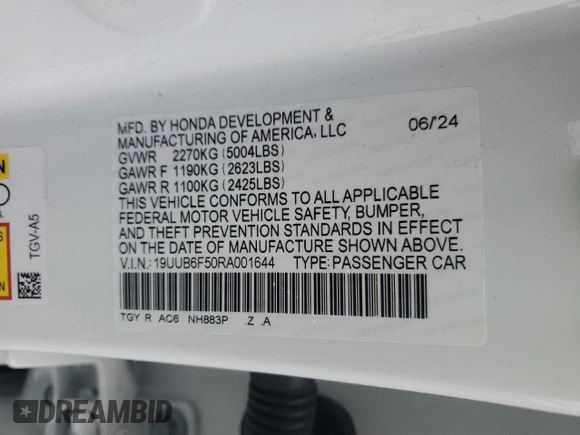 MFD. BY HONDA DEVELOPMENT &
MANUFACTURING OF AMERICA, LLC 06/24
GVWR 2270KG (5004LBS)
GAWR F 1190KG (2623LBS)
GAWR R 1100KG (2425LBS)
THIS VEHICLE CONFORMS TO ALL APPLICABLE
FEDERAL MOTOR VEHICLE SAFETY, BUMPER,
AND THEFT PREVENTION STANDARDS IN EFFECT
ON THE DATE OF MANUFACTURE SHOWN ABOVE.
V.I.N.:19UUB6F50RA001644 TYPE:PASSENGER CAR
TGY R AC6 NH883P .Z .A
TGV-A5
DREAMBID